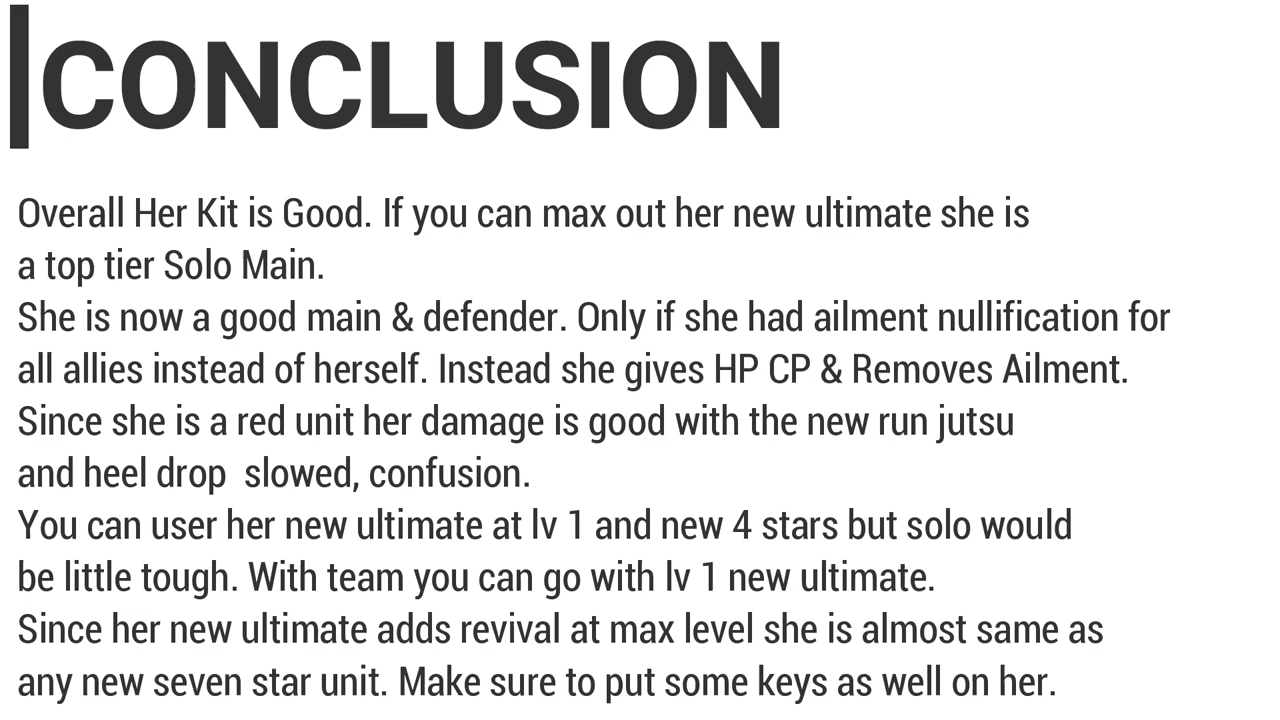 CONCLUSION
Overall Her Kit is Good. If you can max out her new ultimate she is
a top tier Solo Main.
She is now a good main & defender. Only if she had ailment nullification for
all allies instead of herself. Instead she gives HP CP & Removes Ailment.
Since she is a red unit her damage is good with the new run jutsu
and heel drop  slowed, confusion.
You can user her new ultimate at lv 1 and new 4 stars but solo would
be little tough. With team you can go with lv 1 new ultimate.
Since her new ultimate adds revival at max level she is almost same as
any new seven star unit. Make sure to put some keys as well on her.